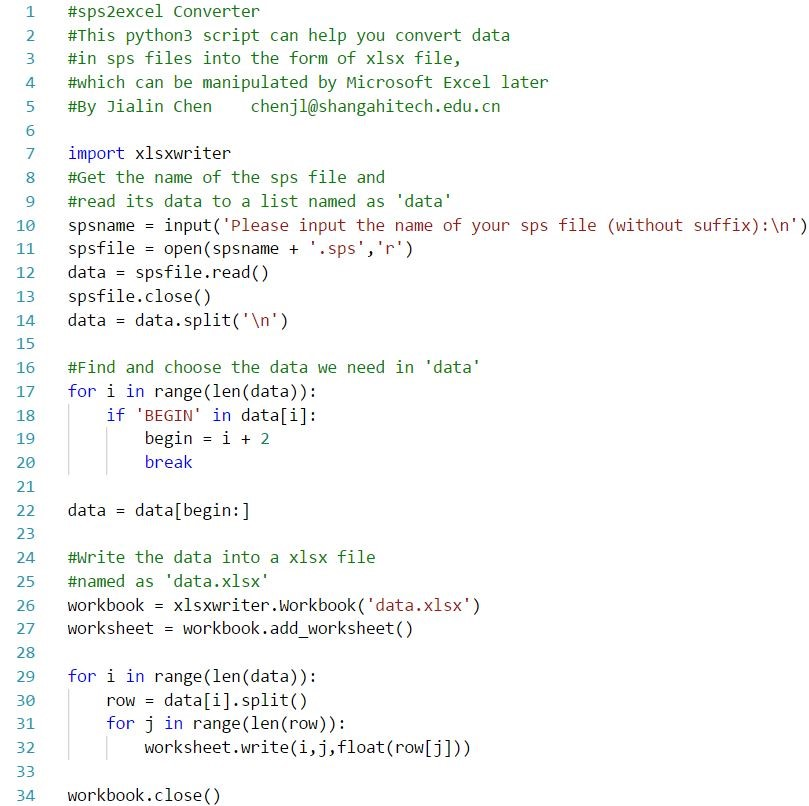 1 #sps2excel Converter
2 #This python3 script can help you convert data
3 #in sps files into the form of xlsx file,
4 #which can be manipulated by Microsoft Excel later
5 #By Jialin Chen    chenjl@shangahitech.edu.cn
6
7 import xlsxwriter
8 #Get the name of the sps file and
9 #read its data to a list named as 'data'
10 spsname = input('Please input the name of your sps file (without suffix):\n')
11 spsfile = open(spsname + '.sps','r')
12 data = spsfile.read()
13 spsfile.close()
14 data = data.split('\n')
15
16 #Find and choose the data we need in 'data'
17 for i in range(len(data)):
18     if 'BEGIN' in data[i]:
19         begin = i + 2
20         break
21
22 data = data[begin:]
23
24 #Write the data into a xlsx file
25 #named as 'data.xlsx'
26 workbook = xlsxwriter.Workbook('data.xlsx')
27 worksheet = workbook.add_worksheet()
28
29 for i in range(len(data)):
30     row = data[i].split()
31     for j in range(len(row)):
32         worksheet.write(i,j,float(row[j]))
33
34 workbook.close()